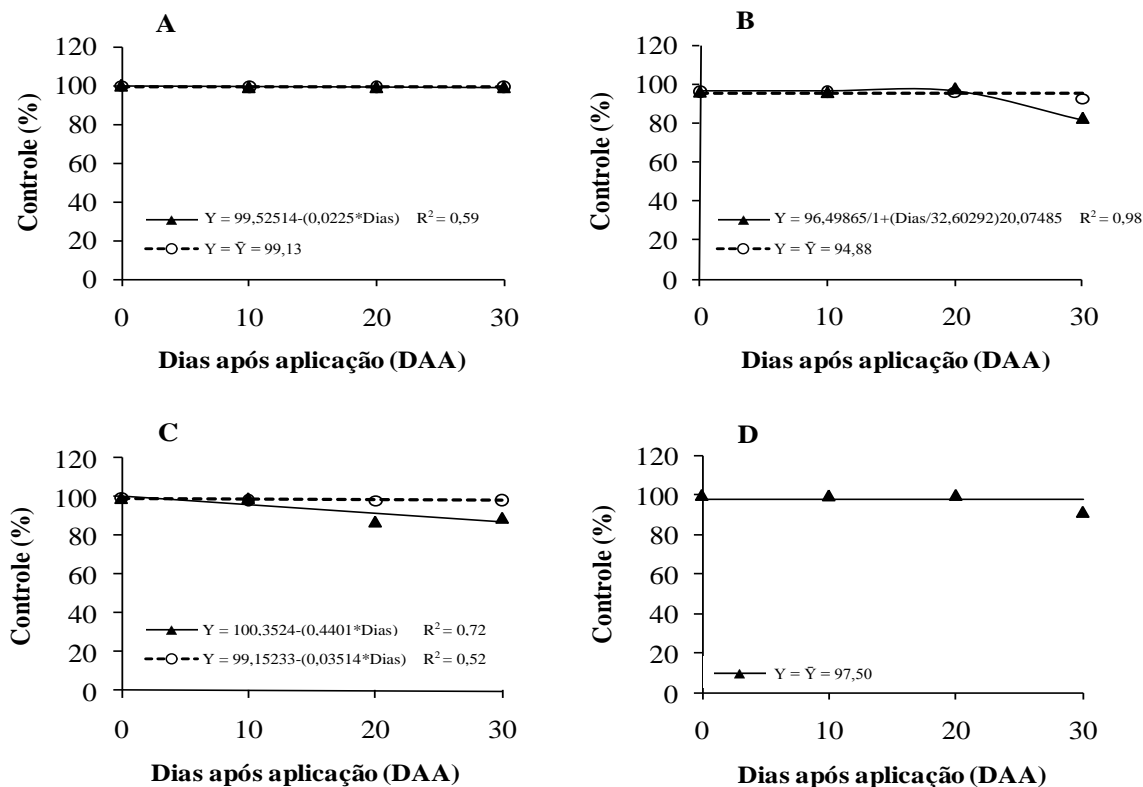 A
120
100
80
60
40
20
0
Controle (%)
Y = 99,52514-(0,0225*Dias) R² = 0,59
Y = Ȳ = 99,13
0 10 20 30
Dias após aplicação (DAA)
B
120
100
80
60
40
20
0
Controle (%)
Y = 96,49865/1+(Dias/32,60292)20,07485 R² = 0,98
Y = Ȳ = 94,88
0 10 20 30
Dias após aplicação (DAA)
C
120
100
80
60
40
20
0
Controle (%)
Y = 100,3524-(0,4401*Dias) R² = 0,72
Y = 99,15233-(0,03514*Dias) R² = 0,52
0 10 20 30
Dias após aplicação (DAA)
D
120
100
80
60
40
20
0
Controle (%)
Y = Ȳ = 97,50
0 10 20 30
Dias após aplicação (DAA)